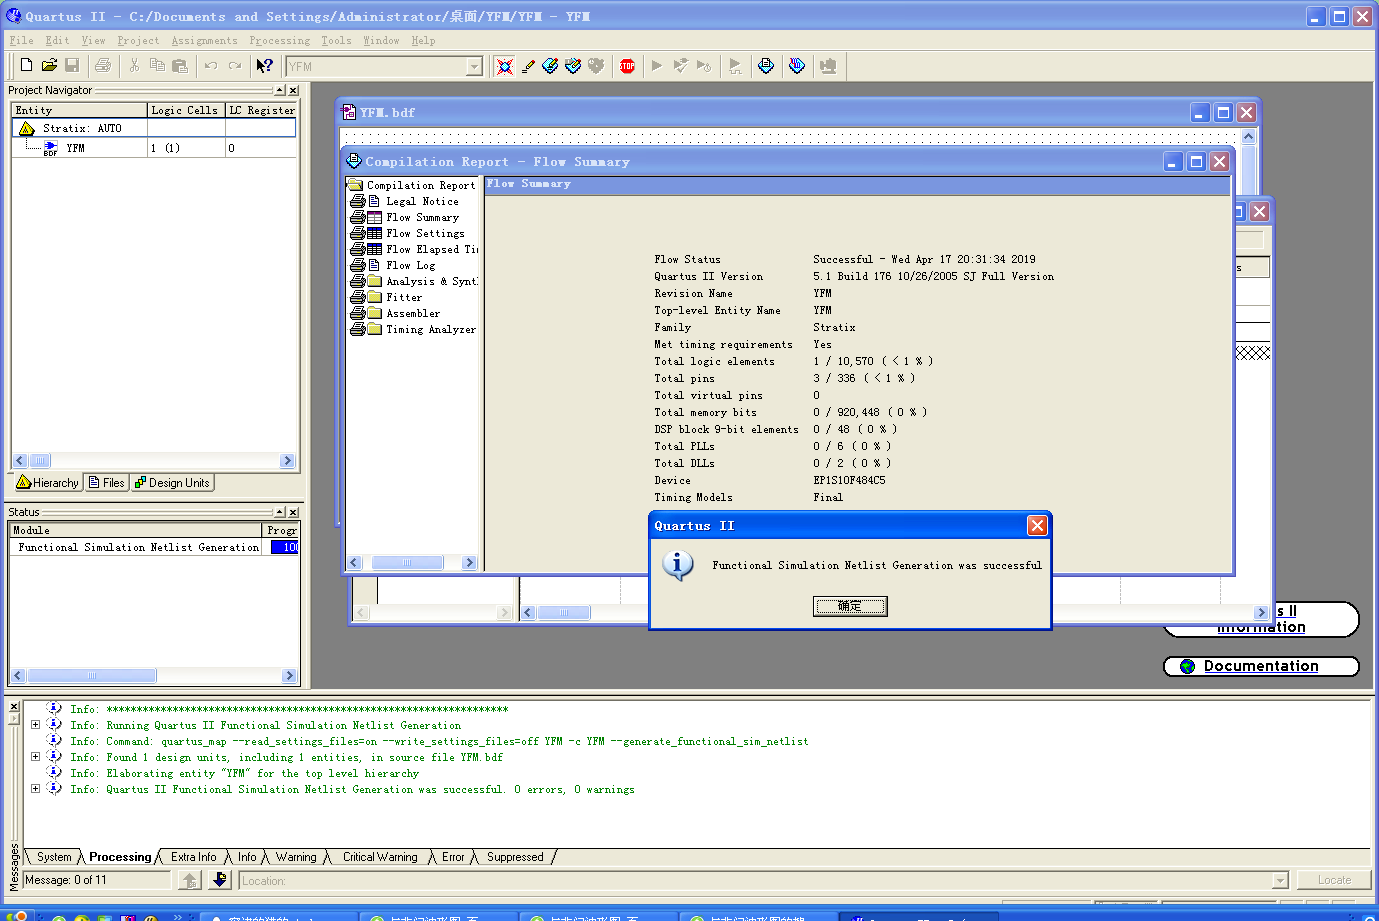 Quartus II - C:/Documents and Settings/Administrator/桌面/YFM/YFM - YFM
File Edit View Project Assignments Processing Tools Window Help
YFM
STOP
Project Navigator
Entity Logic Cells LC Register
Stratix: AUTO
BDF YFM 1 (1) 0
Hierarchy Files Design Units
Status
Module Progr
Functional Simulation Netlist Generation 100
YFM.bdf
Compilation Report - Flow Summary
Compilation Report
Legal Notice
Flow Summary
Flow Settings
Flow Elapsed Ti
Flow Log
Analysis & Synt
Fitter
Assembler
Timing Analyzer
Flow Summary
Flow Status Successful - Wed Apr 17 20:31:34 2019
Quartus II Version 5.1 Build 176 10/26/2005 SJ Full Version
Revision Name YFM
Top-level Entity Name YFM
Family Stratix
Met timing requirements Yes
Total logic elements 1 / 10,570 ( < 1 % )
Total pins 3 / 336 ( < 1 % )
Total virtual pins 0
Total memory bits 0 / 920,448 ( 0 % )
DSP block 9-bit elements 0 / 48 ( 0 % )
Total PLLs 0 / 6 ( 0 % )
Total DLLs 0 / 2 ( 0 % )
Device EP1S10F484C5
Timing Models Final
Quartus II
Functional Simulation Netlist Generation was successful
确定
s
s II
Information
Documentation
Info: *******************************************************************
Info: Running Quartus II Functional Simulation Netlist Generation
Info: Command: quartus_map --read_settings_files=on --write_settings_files=off YFM -c YFM --generate_functional_sim_netlist
Info: Found 1 design units, including 1 entities, in source file YFM.bdf
Info: Elaborating entity "YFM" for the top level hierarchy
Info: Quartus II Functional Simulation Netlist Generation was successful. 0 errors, 0 warnings
System Processing Extra Info Info Warning Critical Warning Error Suppressed
Messages
Message: 0 of 11 Location: Locate